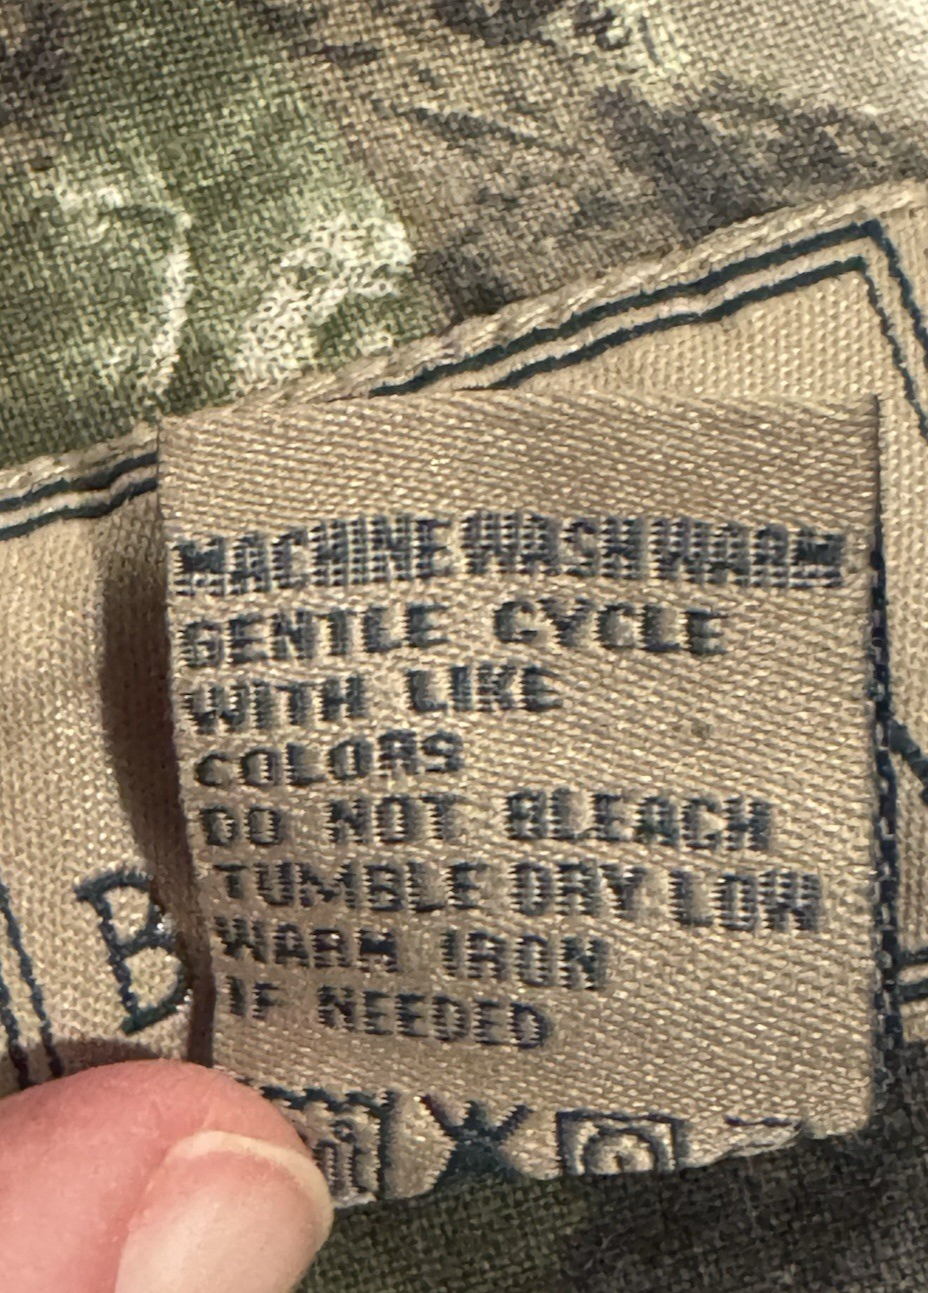 MACHINE WASH WARM
GENTLE CYCLE
WITH LIKE
COLORS
DO NOT BLEACH
TUMBLE DRY LOW
WARM IRON
IF NEEDED
B